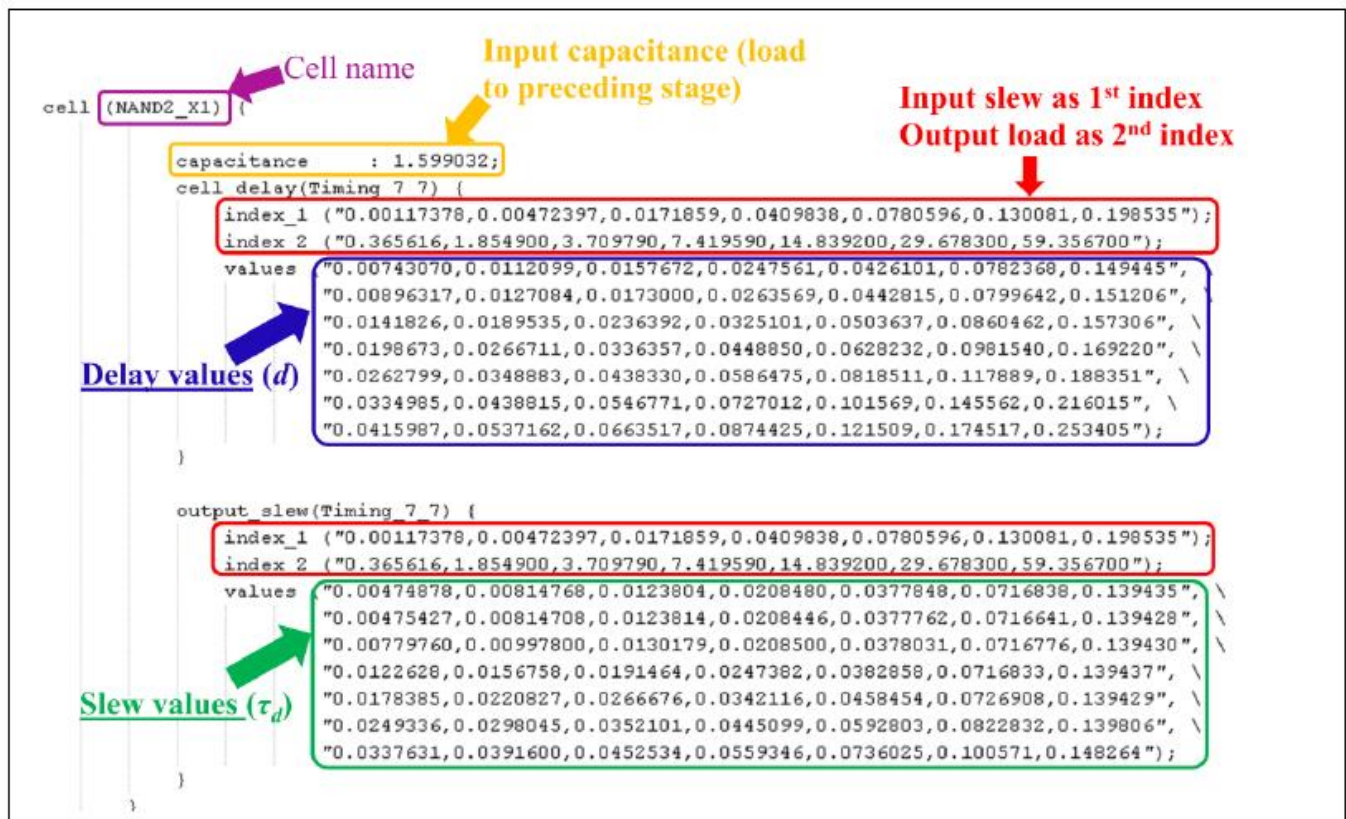 Cell name
Input capacitance (load
to preceding stage)
Input slew as 1st index
Output load as 2nd index
cell (NAND2_X1) {
capacitance : 1.599032;
cell_delay(Timing_7_7) {
index_1 ("0.00117378,0.00472397,0.0171859,0.0409838,0.0780596,0.130081,0.198535");
index_2 ("0.365616,1.854900,3.709790,7.419590,14.839200,29.678300,59.356700");
values ("0.00743070,0.0112099,0.0157672,0.0247561,0.0426101,0.0782368,0.149445", \
"0.00896317,0.0127084,0.0173000,0.0263569,0.0442815,0.0799642,0.151206", \
"0.0141826,0.0189535,0.0236392,0.0325101,0.0503637,0.0860462,0.157306", \
"0.0198673,0.0266711,0.0336357,0.0448850,0.0628232,0.0981540,0.169220", \
Delay values (d)
"0.0262799,0.0348883,0.0438330,0.0586475,0.0818511,0.117889,0.188351", \
"0.0334985,0.0438815,0.0546771,0.0727012,0.101569,0.145562,0.216015", \
"0.0415987,0.0537162,0.0663517,0.0874425,0.121509,0.174517,0.253405");
}
output_slew(Timing_7_7) {
index_1 ("0.00117378,0.00472397,0.0171859,0.0409838,0.0780596,0.130081,0.198535");
index_2 ("0.365616,1.854900,3.709790,7.419590,14.839200,29.678300,59.356700");
values ("0.00474878,0.00814768,0.0123804,0.0208480,0.0377848,0.0716838,0.139435", \
"0.00475427,0.00814708,0.0123814,0.0208446,0.0377762,0.0716641,0.139428", \
"0.00779760,0.00997800,0.0130179,0.0208500,0.0378031,0.0716776,0.139430", \
"0.0122628,0.0156758,0.0191464,0.0247382,0.0382858,0.0716833,0.139437", \
Slew values (τd)
"0.0178385,0.0220827,0.0266676,0.0342116,0.0458454,0.0726908,0.139429", \
"0.0249336,0.0298045,0.0352101,0.0445099,0.0592803,0.0822832,0.139806", \
"0.0337631,0.0391600,0.0452534,0.0559346,0.0736025,0.100571,0.148264");
}
}